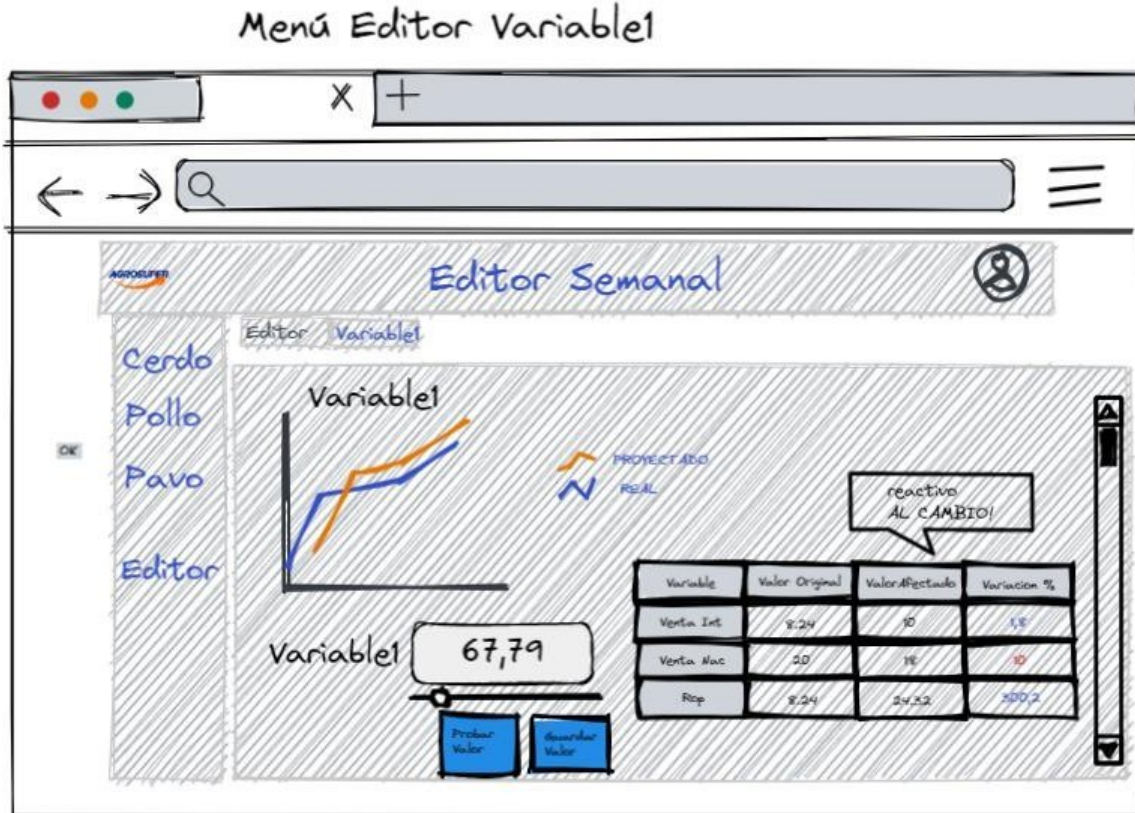 Menú Editor Variable1
AGROSUPER
Editor Semanal
Editor Variable1
Cerdo
Pollo
Pavo
Editor
OK
Variable1
PROYECTADO
REAL
reactivo
AL CAMBIO!
Variable Valor Original ValorAfectado Variacion %
Venta Int 8.24 10 1,8
Venta Nac 20 18 10
Rop 8.24 24.32 300,2
Variable1 67,79
Probar
Valor
Guardar
Valor